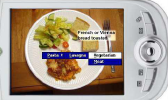 French or Vienna
bread toasted
Pasta Lasagna Vegetarian
Meat